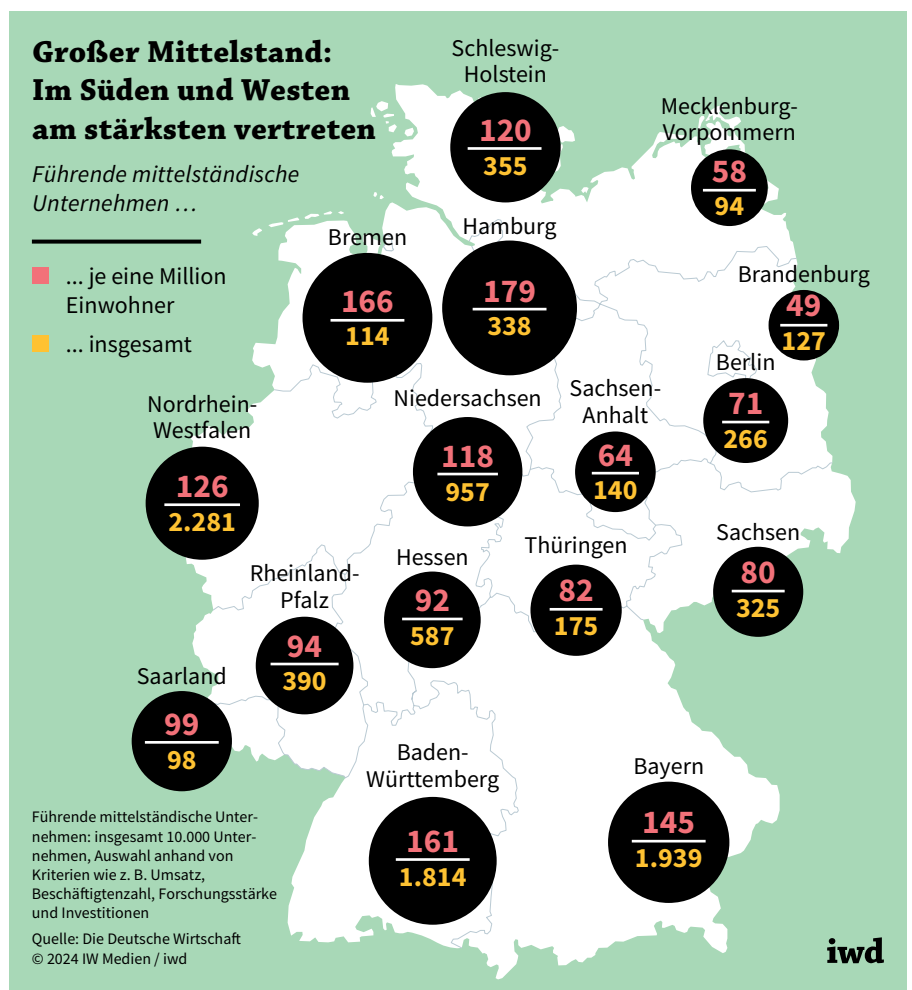 Großer Mittelstand:
Im Süden und Westen
am stärksten vertreten
Führende mittelständische
Unternehmen …
... je eine Million
Einwohner
... insgesamt
Schleswig-
Holstein
120
355
Mecklenburg-
Vorpommern
58
94
Bremen
166
114
Hamburg
179
338
Brandenburg
49
127
Berlin
71
266
Nordrhein-
Westfalen
126
2.281
Niedersachsen
118
957
Sachsen-
Anhalt
64
140
Sachsen
80
325
Thüringen
82
175
Hessen
92
587
Rheinland-
Pfalz
94
390
Saarland
99
98
Baden-
Württemberg
161
1.814
Bayern
145
1.939
Führende mittelständische Unter-
nehmen: insgesamt 10.000 Unter-
nehmen, Auswahl anhand von
Kriterien wie z. B. Umsatz,
Beschäftigtenzahl, Forschungsstärke
und Investitionen
Quelle: Die Deutsche Wirtschaft
© 2024 IW Medien / iwd
iwd